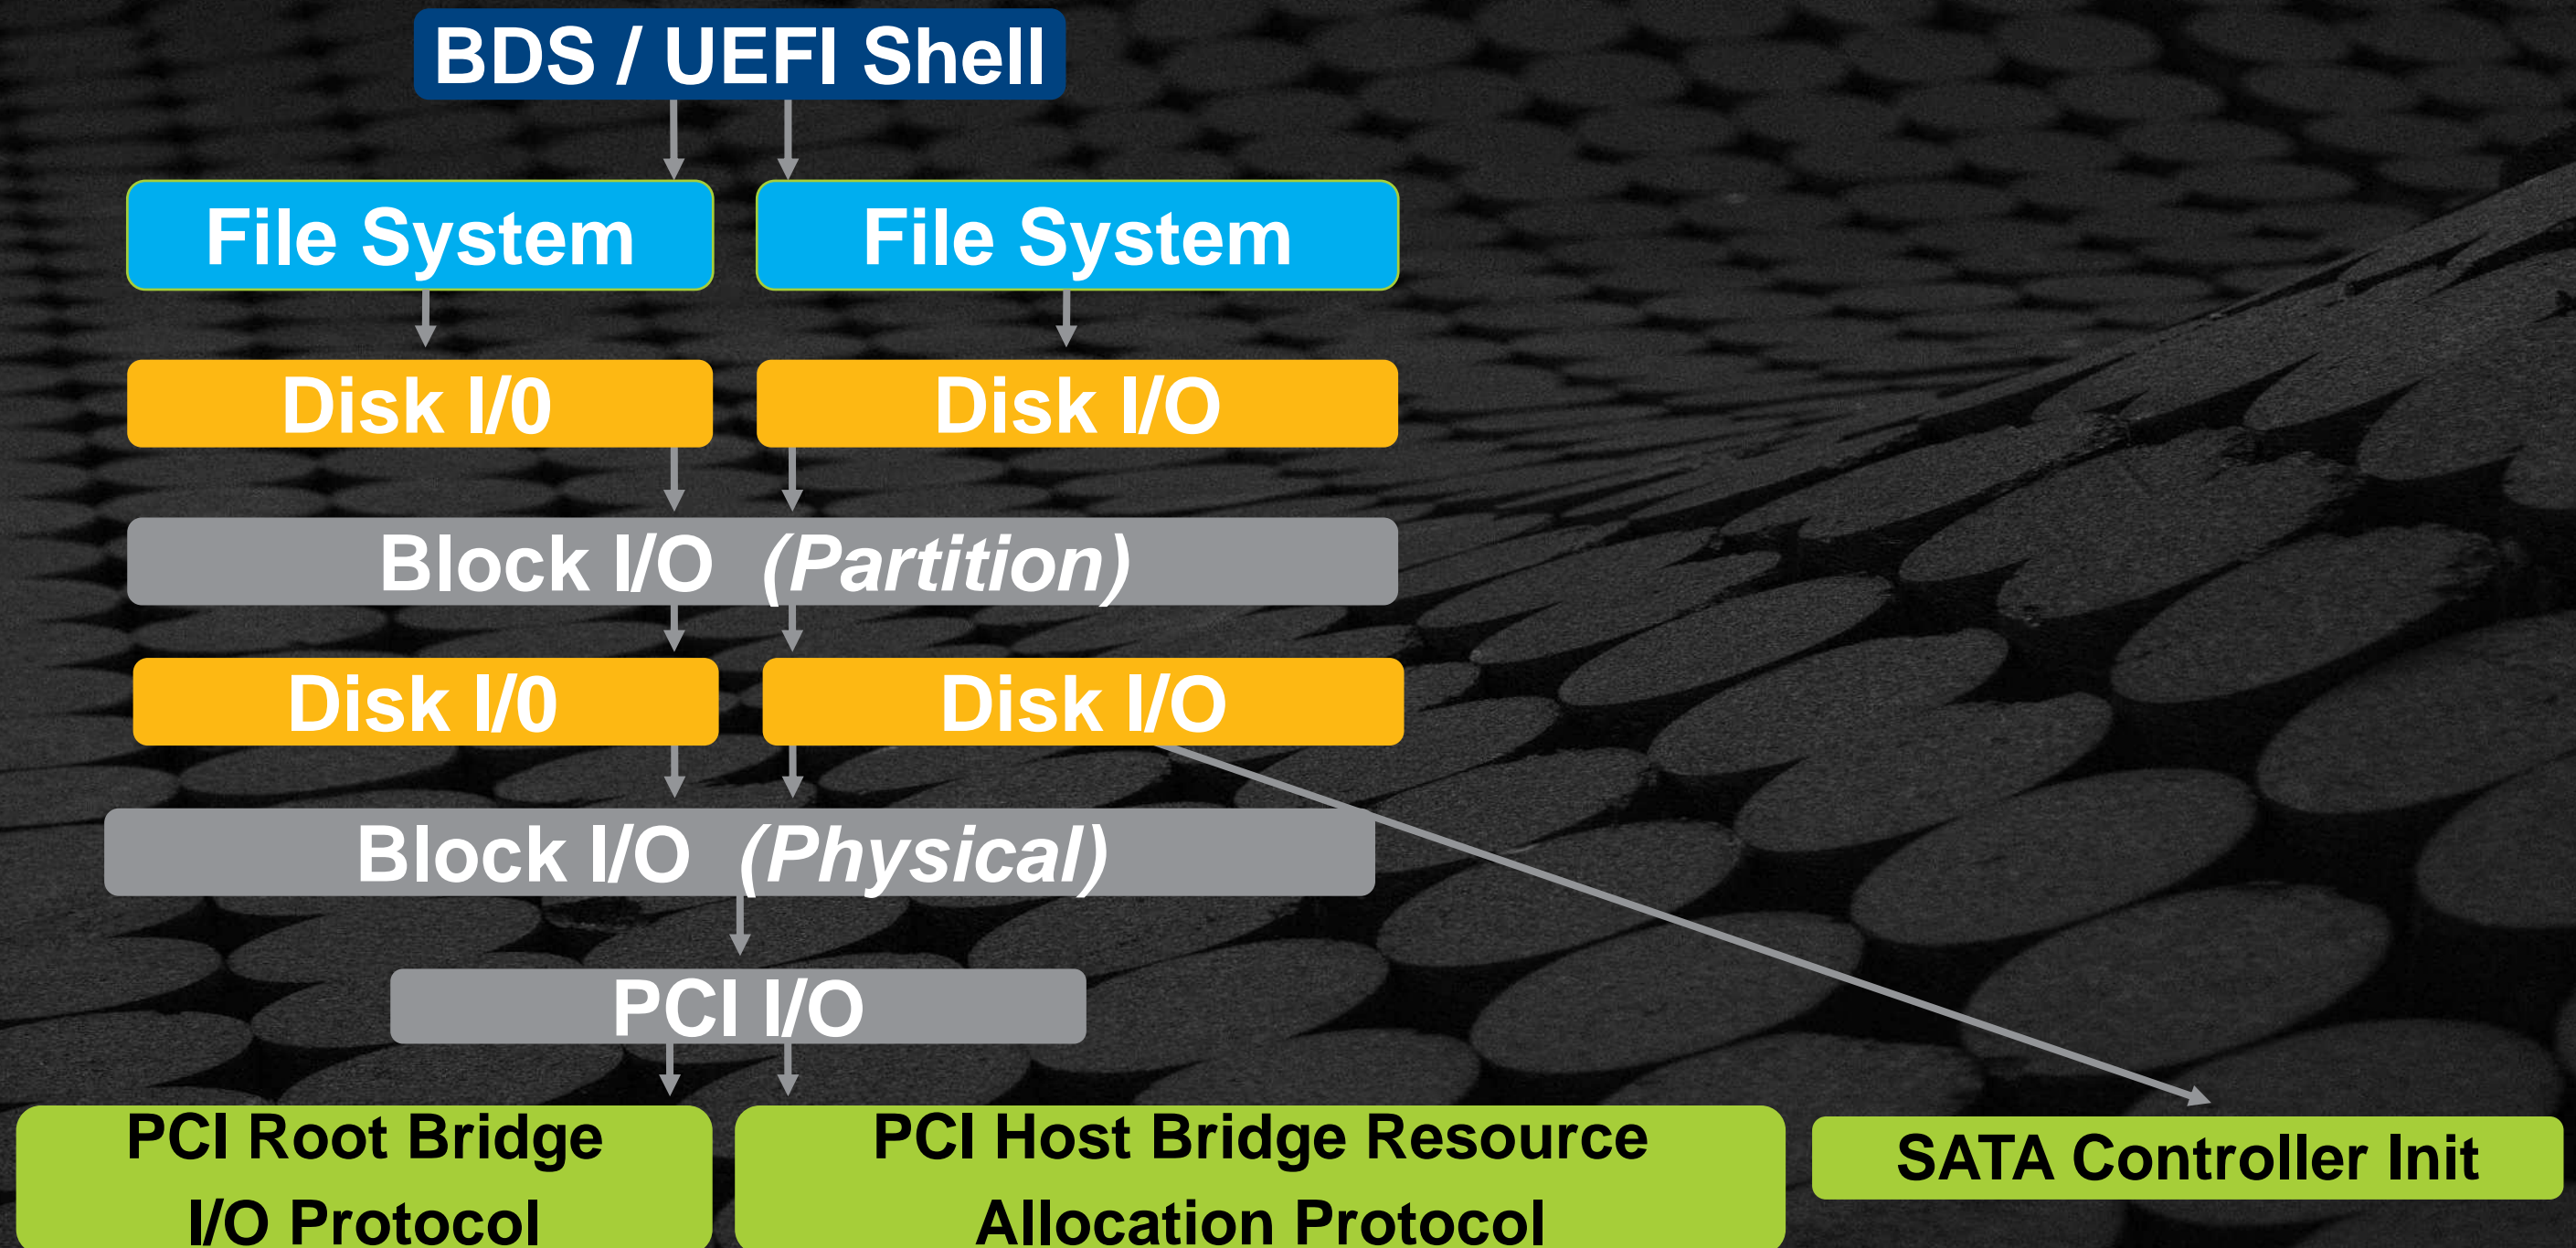 BDS / UEFI Shell
File System
File System
Disk I/0
Disk I/O
Block I/O (Partition)
Disk I/0
Disk I/O
Block I/O (Physical)
PCI I/O
PCI Root Bridge
I/O Protocol
PCI Host Bridge Resource
Allocation Protocol
SATA Controller Init